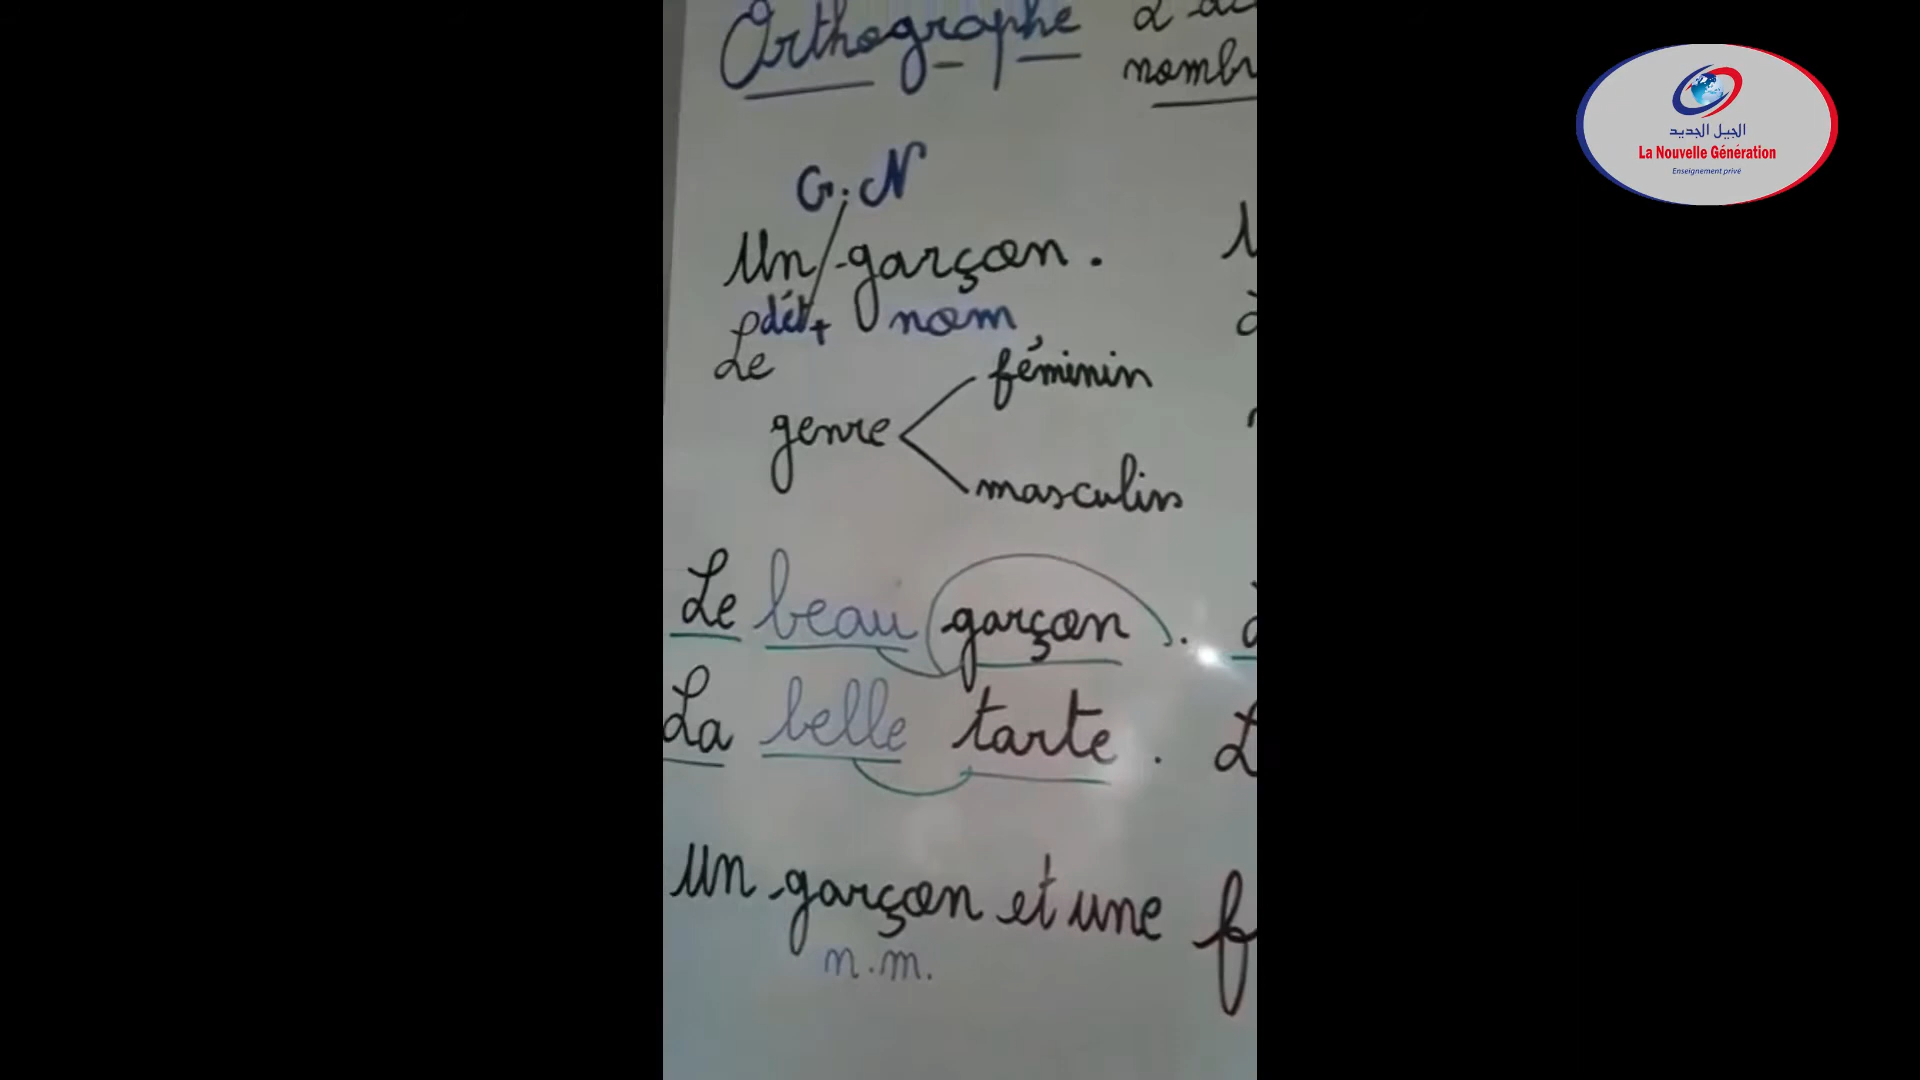 Orthographe
G.N
Un / garçon.
dét + nom
Le
genre
féminin
masculin
Le beau garçon.
La belle tarte.
Un garçon et une
n.m.
الجيل الجديد
La Nouvelle Génération
Enseignement privé